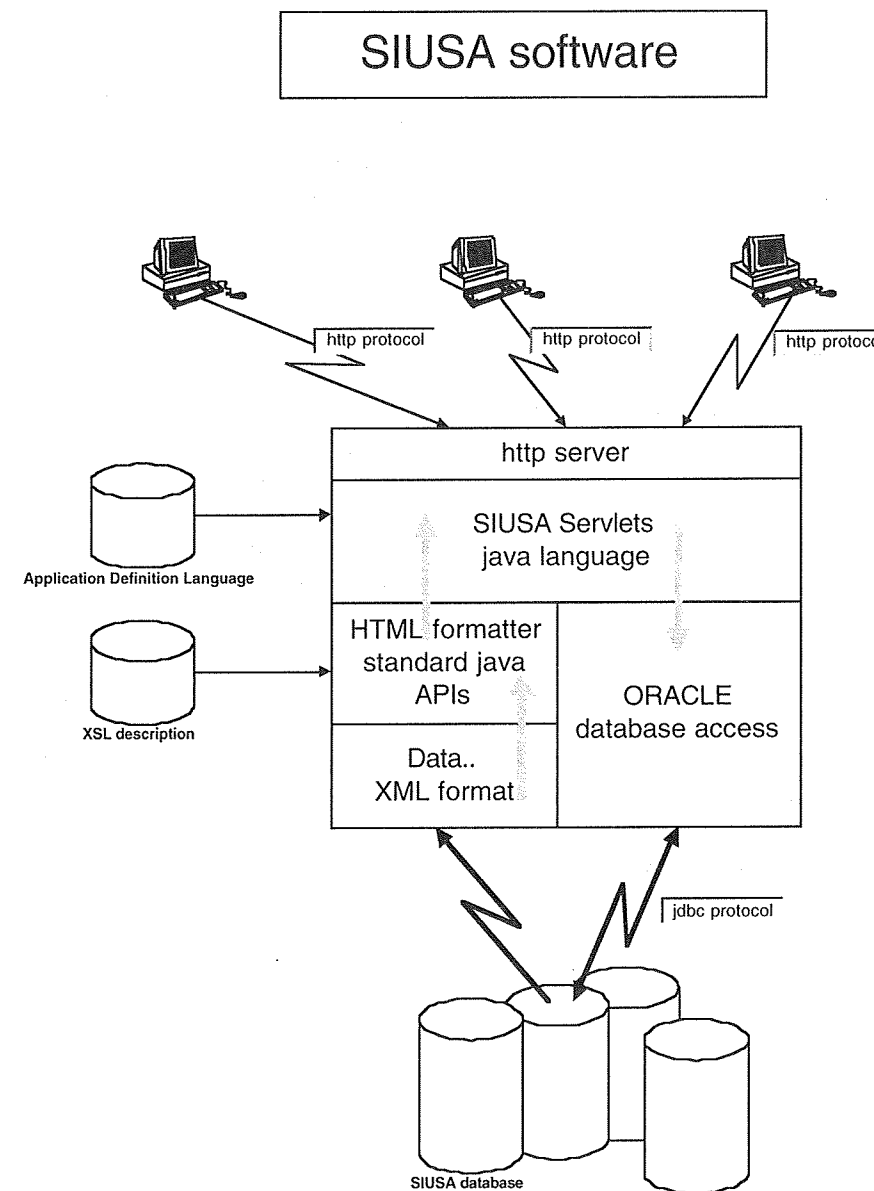 SIUSA software
http protocol
http protocol
http protoco
http server
SIUSA Servlets
java language
Application Definition Language
HTML formatter
standard java
APIs
XSL description
ORACLE
database access
Data..
XML format
jdbc protocol
SIUSA database